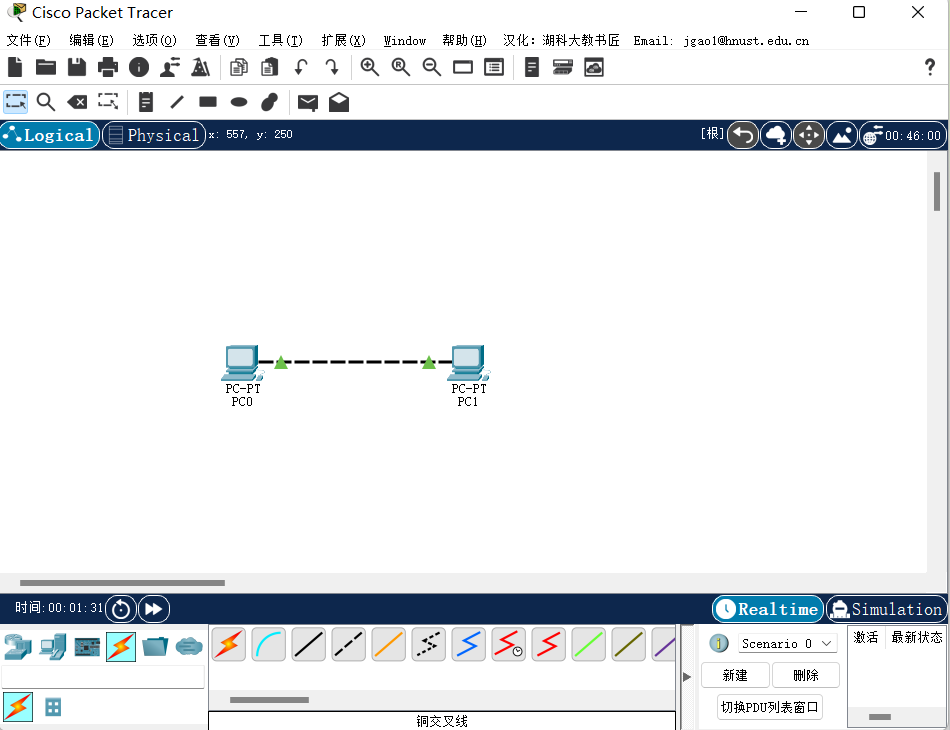 Cisco Packet Tracer
文件(F) 编辑(E) 选项(O) 查看(V) 工具(T) 扩展(X) Window 帮助(H) 汉化: 湖科大教书匠 Email: jgao1@hnust.edu.cn
?
Logical Physical x: 557, y: 250 [根] 00:46:00
PC-PT PC-PT
PC0 PC1
时间:00:01:31 Realtime Simulation
Scenario 0 激活 最新状态
新建 删除
切换PDU列表窗口
铜交叉线